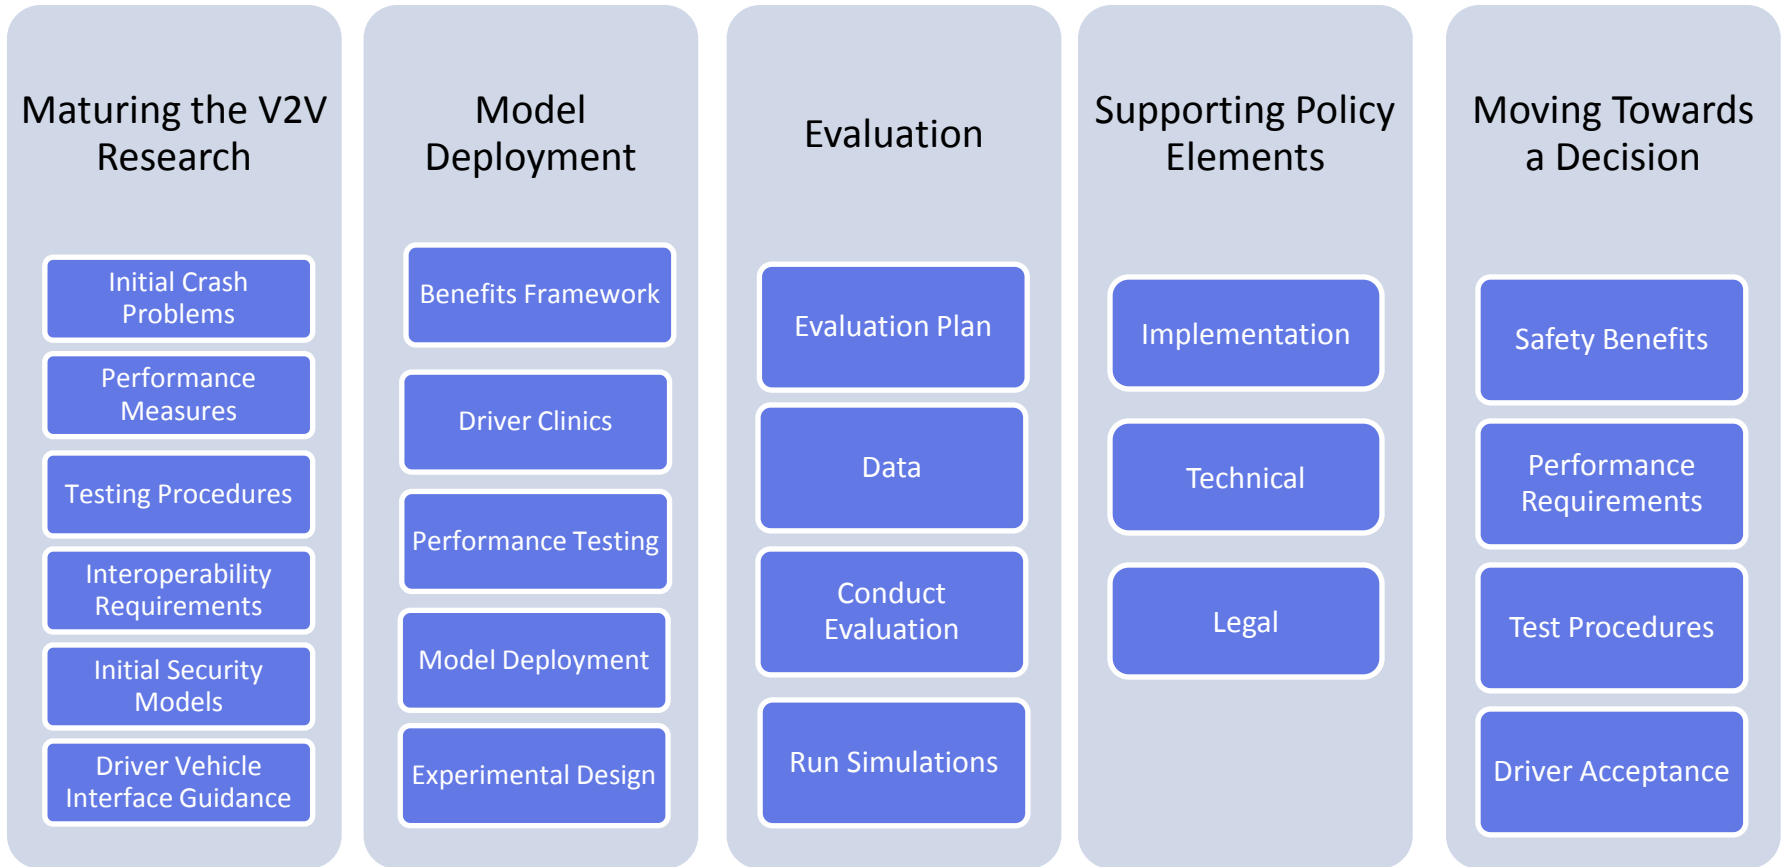 Maturing the V2V
Research
Initial Crash
Problems
Performance
Measures
Testing Procedures
Interoperability
Requirements
Initial Security
Models
Driver Vehicle
Interface Guidance
Model
Deployment
Benefits Framework
Driver Clinics
Performance Testing
Model Deployment
Experimental Design
Evaluation
Evaluation Plan
Data
Conduct
Evaluation
Run Simulations
Supporting Policy
Elements
Implementation
Technical
Legal
Moving Towards
a Decision
Safety Benefits
Performance
Requirements
Test Procedures
Driver Acceptance